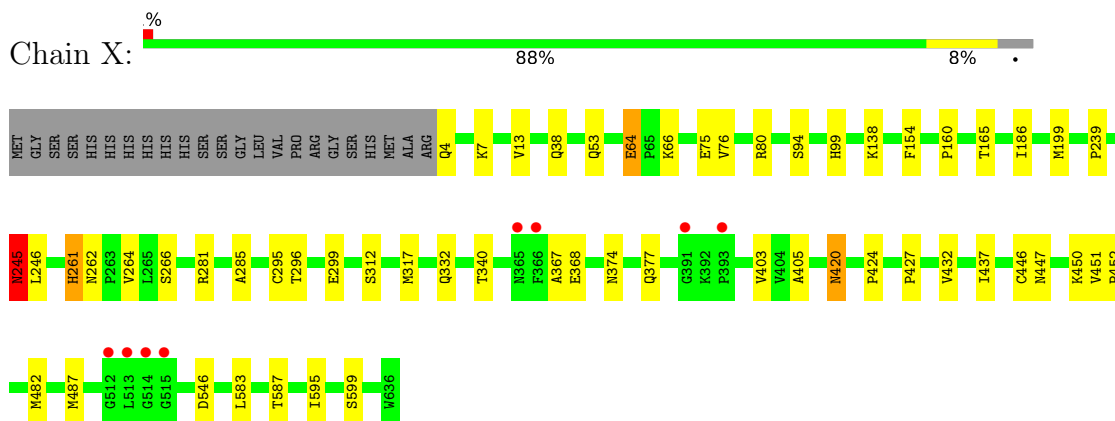 .%
Chain X:
88% 8% •
MET GLY SER SER HIS HIS HIS HIS HIS HIS SER SER GLY LEU VAL PRO ARG GLY SER HIS MET ALA ARG Q4 K7 V13 Q38 Q53 E64 P65 K66 E75 V76 R80 S94 H99 K138 F154 P160 T165 I186 M199 P239
N245 L246 H261 N262 P263 V264 L265 S266 R281 A285 C295 T296 E299 S312 M317 Q332 T340 N365 F366 A367 E368 N374 Q377 G391 K392 P393 V403 V404 A405 N420 P424 P427 V432 I437 C446 N447 K450 V451 P452
M482 M487 G512 L513 G514 G515 D546 L583 T587 I595 S599 W636